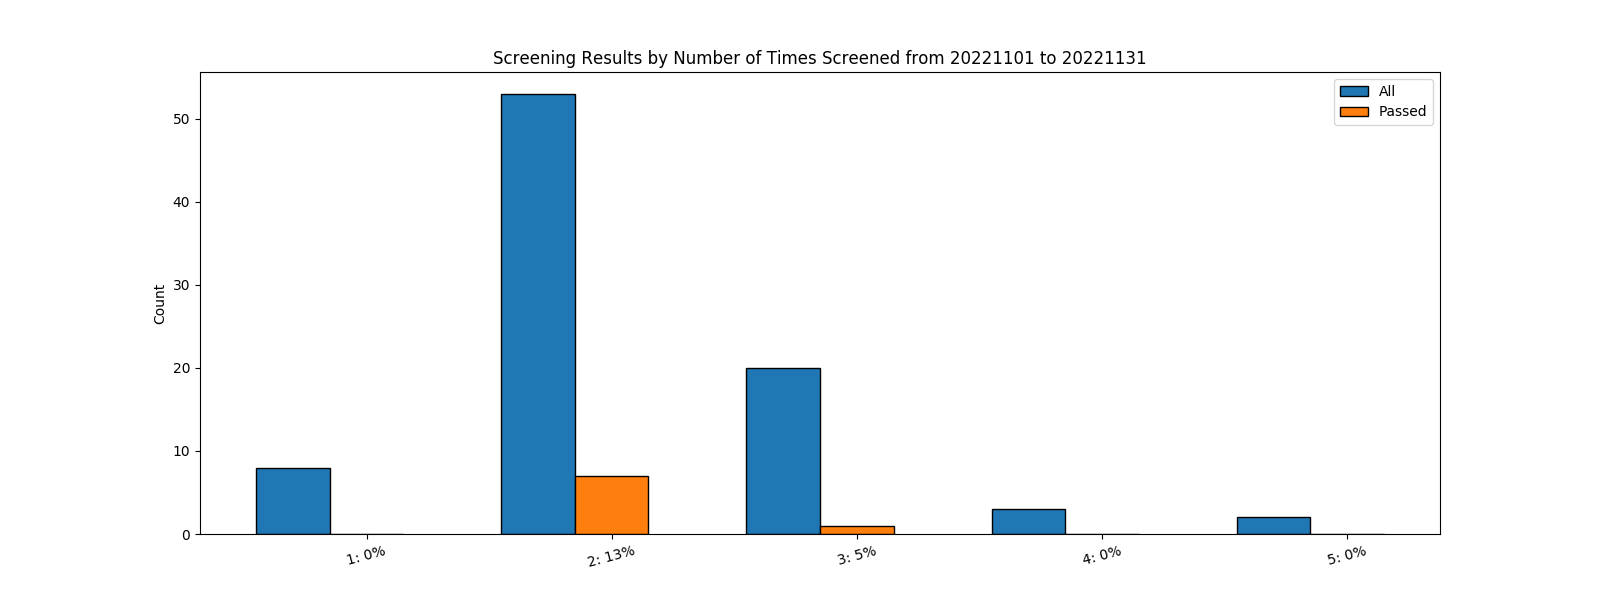 Screening Results by Number of Times Screened from 20221101 to 20221131
All
Passed
Count
50
40
30
20
10
0
1: 0%
2: 13%
3: 5%
4: 0%
5: 0%